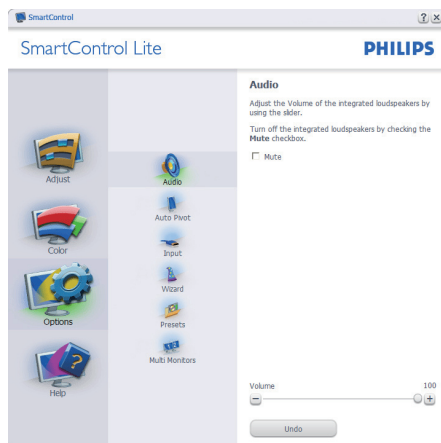 SmartControl
SmartControl Lite
PHILIPS
Adjust
Color
Options
Help
Audio
Auto Pivot
Input
Wizard
Presets
Multi Monitors
Audio
Adjust the Volume of the integrated loudspeakers by
using the slider.
Turn off the integrated loudspeakers by checking the
Mute checkbox.
Mute
Volume 100
Undo